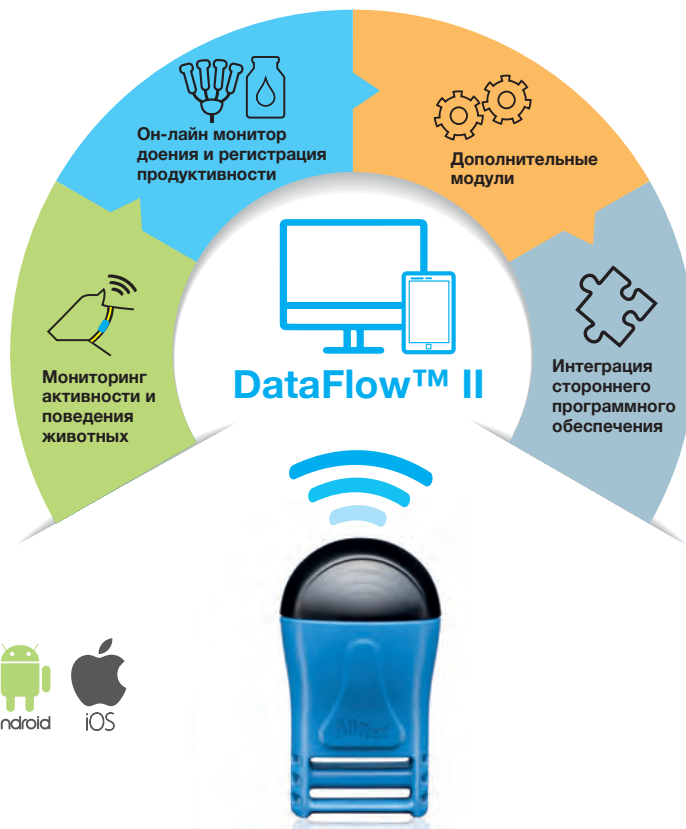 Он-лайн монитор
доения и регистрация
продуктивности
Дополнительные
модули
Мониторинг
активности и
поведения
животных
DataFlow™ II
Интеграция
стороннего
программного
обеспечения
ndroid
iOS